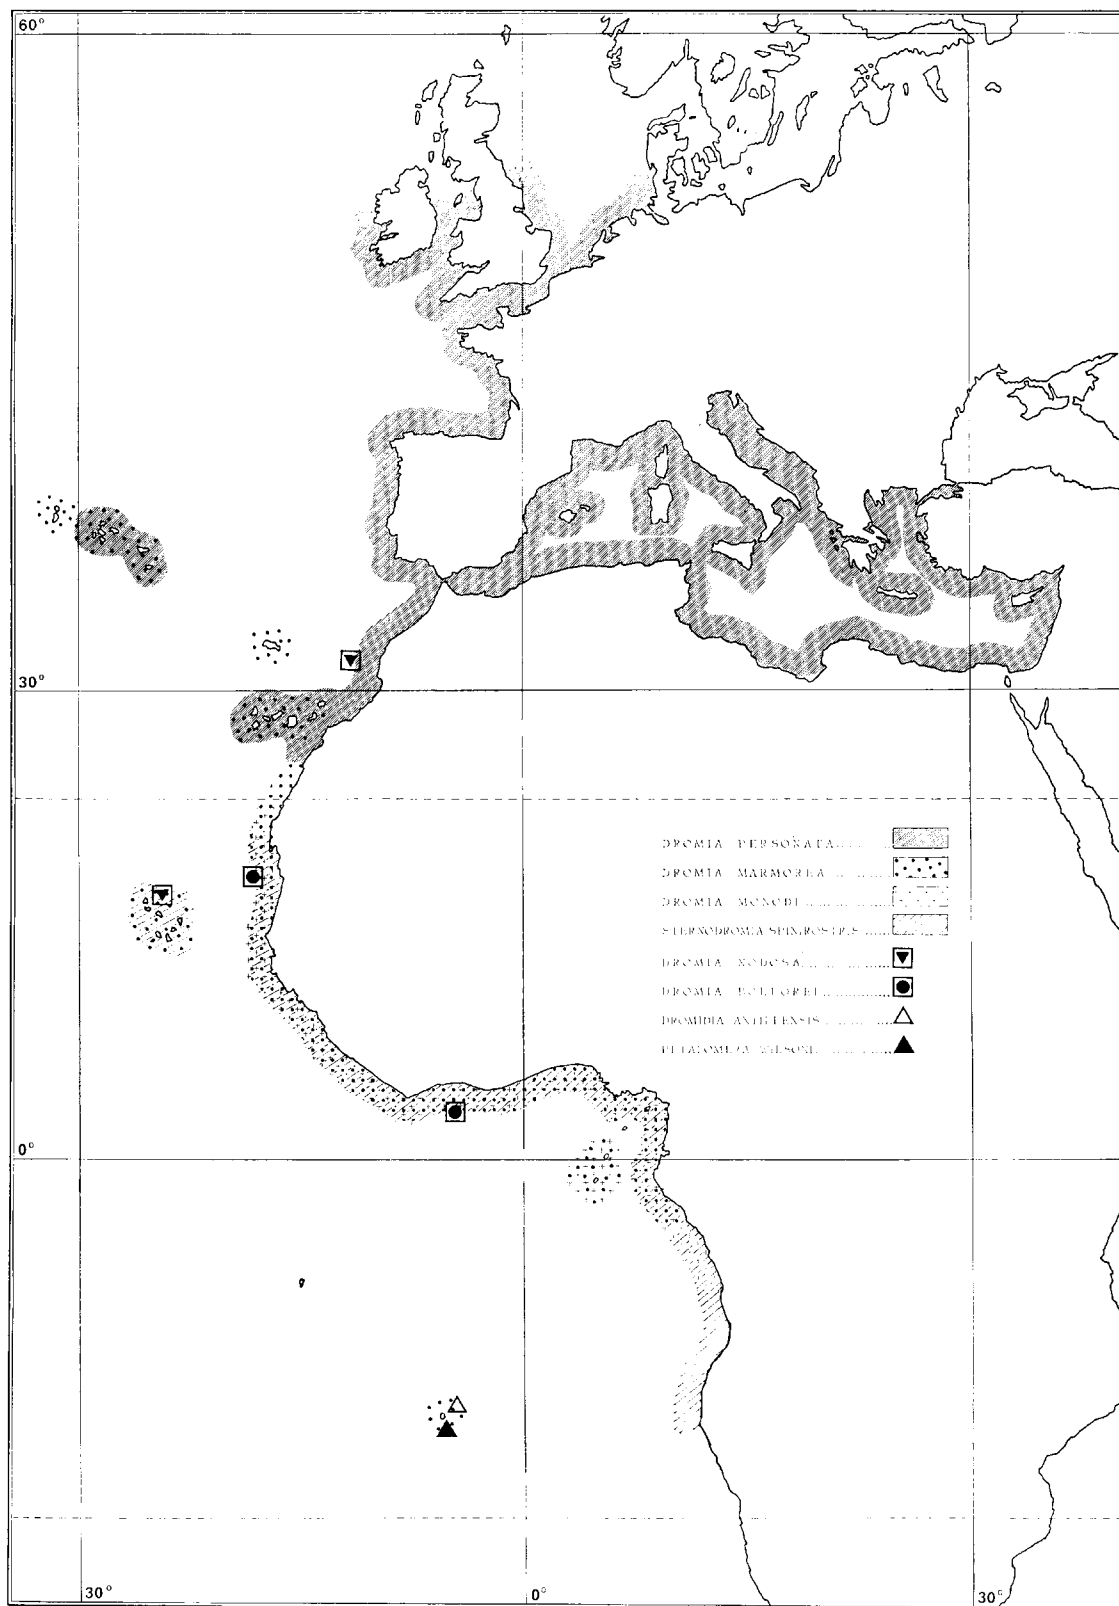 60°
30°
DROMIA PERSONATA
DROMIA MARMOREA
DROMIA MONODI
STERNODROMIA SPINIROSTRIS
DROMIA NODOSA
DROMIA BOLLOREI
DROMIDIA ANTILLENSIS
PETALOMERA WILSONI
0°
30° 0° 30°